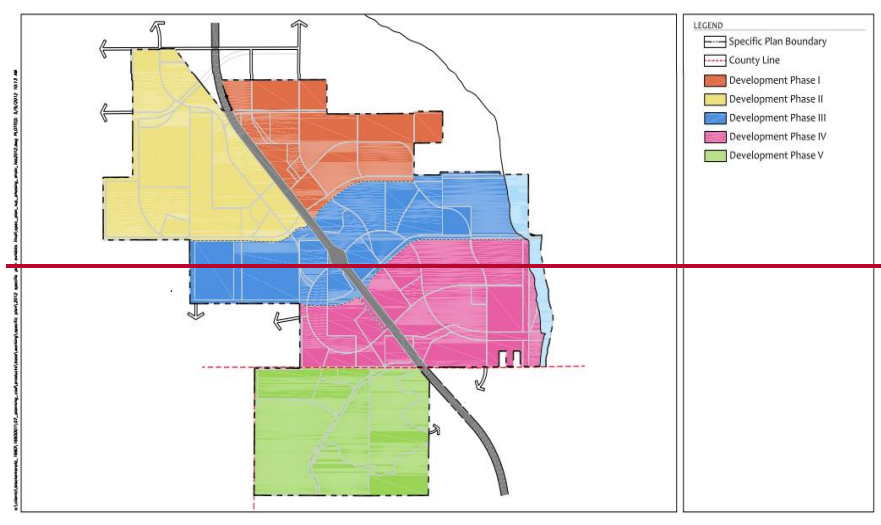 LEGEND
Specific Plan Boundary
County Line
Development Phase I
Development Phase II
Development Phase III
Development Phase IV
Development Phase V